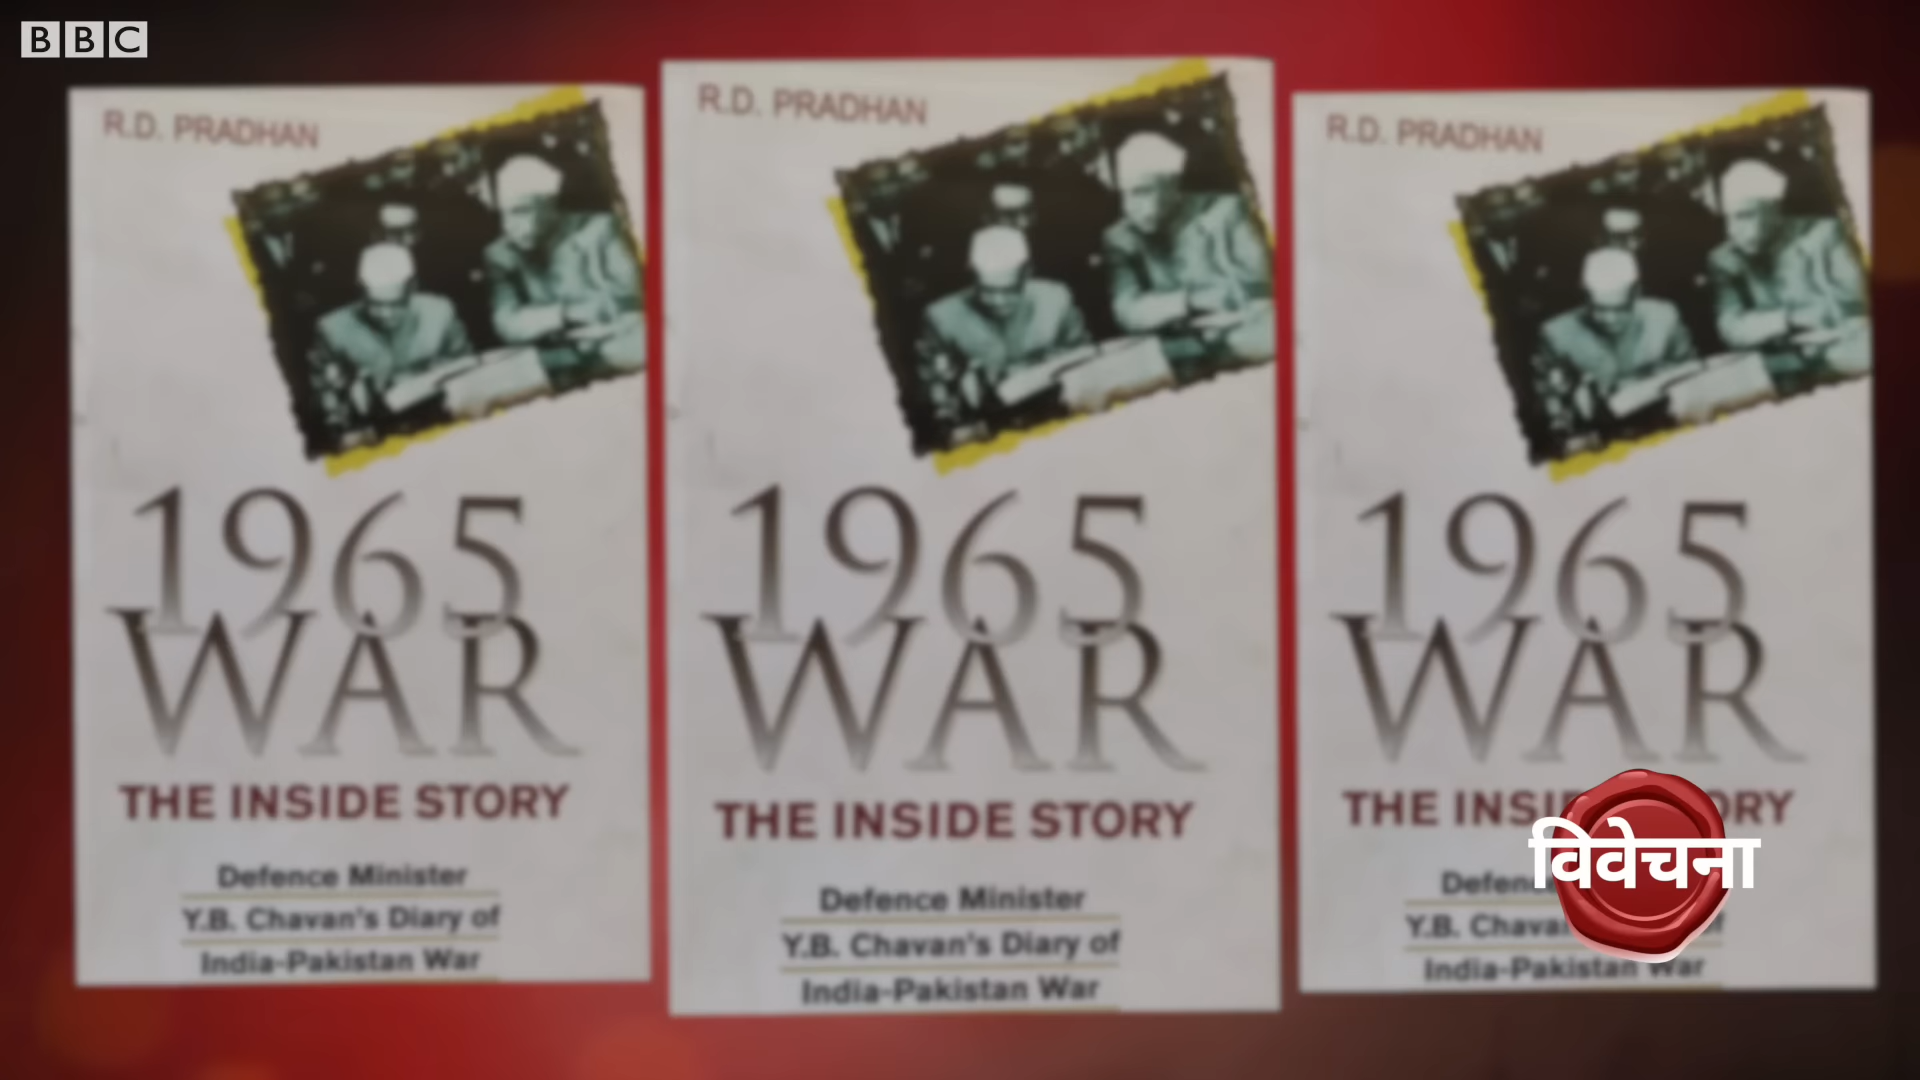 BBC
R.D. PRADHAN
1965
WAR
THE INSIDE STORY
Defence Minister
Y.B. Chavan's Diary of
India-Pakistan War
R.D. PRADHAN
1965
WAR
THE INSIDE STORY
Defence Minister
Y.B. Chavan's Diary of
India-Pakistan War
R.D. PRADHAN
1965
WAR
THE INSI ORY
Defen
Y.B. Chava f
India-Pakistan War
विवेचना